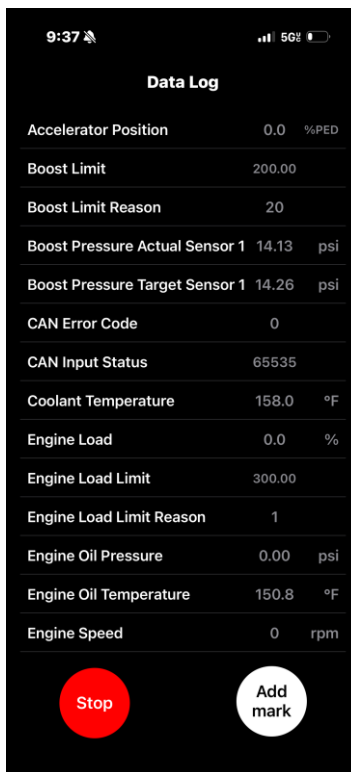 9:37 5G
Data Log
Accelerator Position 0.0 %PED
Boost Limit 200.00
Boost Limit Reason 20
Boost Pressure Actual Sensor 1 14.13 psi
Boost Pressure Target Sensor 1 14.26 psi
CAN Error Code 0
CAN Input Status 65535
Coolant Temperature 158.0 °F
Engine Load 0.0 %
Engine Load Limit 300.00
Engine Load Limit Reason 1
Engine Oil Pressure 0.00 psi
Engine Oil Temperature 150.8 °F
Engine Speed 0 rpm
Stop
Add
mark